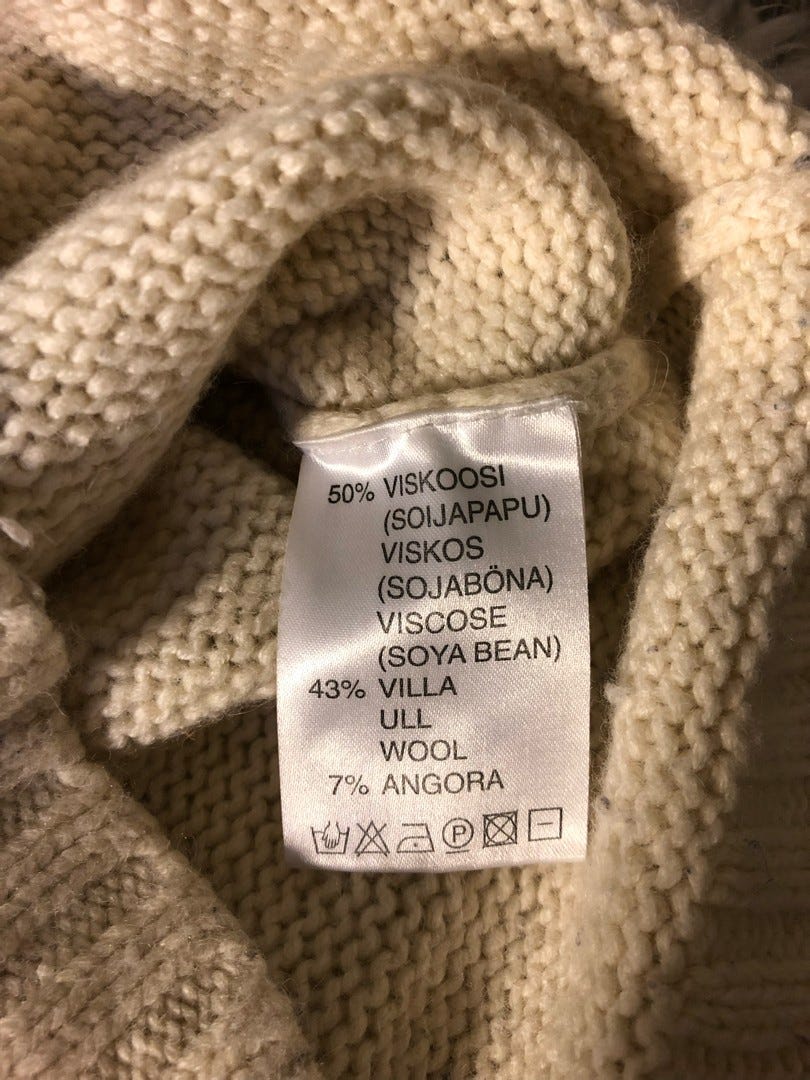 50% VISKOOSI
(SOIJAPAPU)
VISKOS
(SOJABÖNA)
VISCOSE
(SOYA BEAN)
43% VILLA
ULL
WOOL
7% ANGORA
P